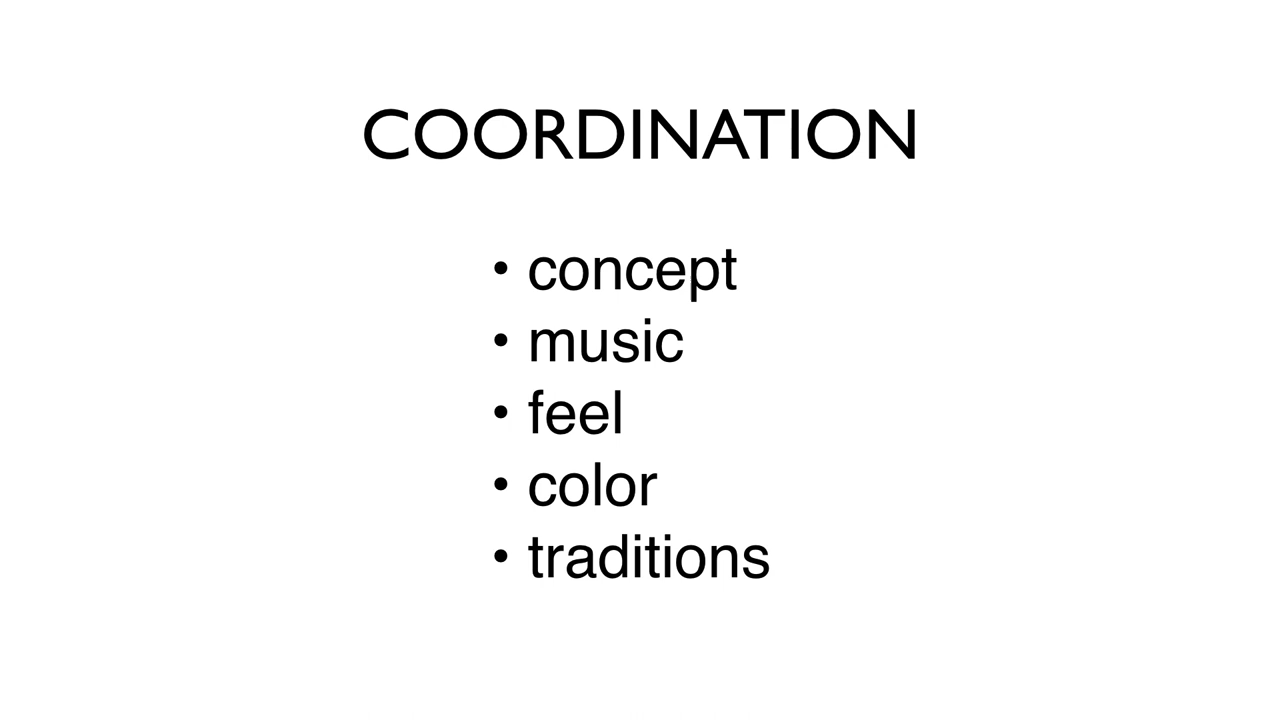 COORDINATION
• concept
• music
• feel
• color
• traditions